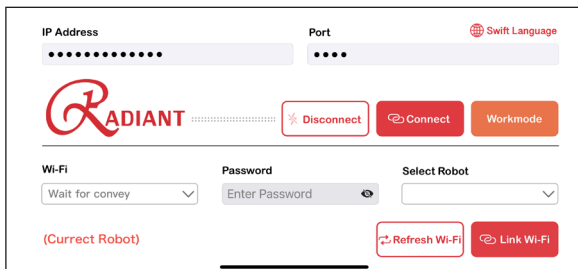 IP Address Port Swift Language
●●●●●●●●●●●●● ●●●●
RADIANT Disconnect Connect Workmode
Wi-Fi Password Select Robot
Wait for convey Enter Password
(Currect Robot) Refresh Wi-Fi Link Wi-Fi